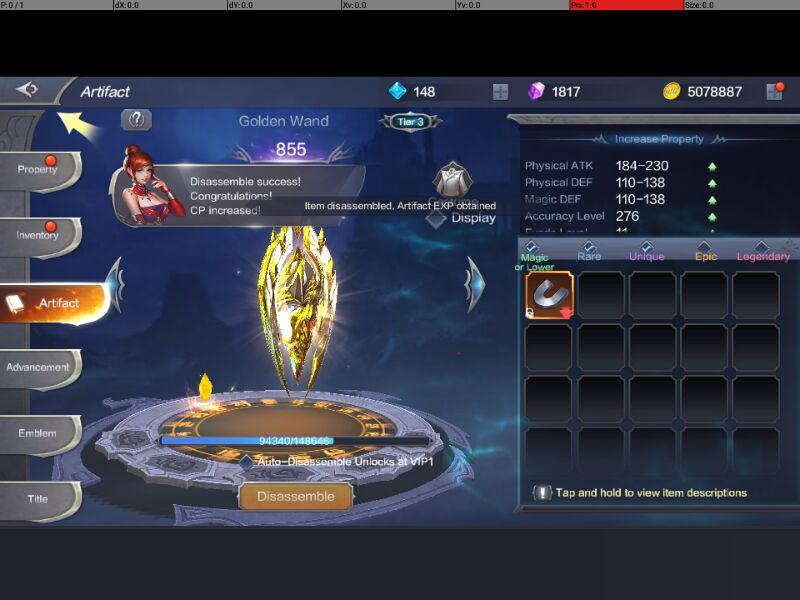 P: 0 / 1 dX: 0.0 dY: 0.0 Xv: 0.0 Yv: 0.0 Prs: 1.0 Size: 0.0
Artifact 148 1817 5078887
Golden Wand Tier 3
855
Increase Property
Property
Physical ATK 184-230
Physical DEF 110-138
Magic DEF 110-138
Accuracy Level 276
Disassemble success!
Congratulations!
CP increased!
Item disassembled, Artifact EXP obtained
Display
Inventory
Magic
or Lower
Rare
Unique
Epic
Legendary
Artifact
Advancement
Emblem
Title
94340/148646
Auto-Disassemble Unlocks at VIP1
Disassemble
Tap and hold to view item descriptions